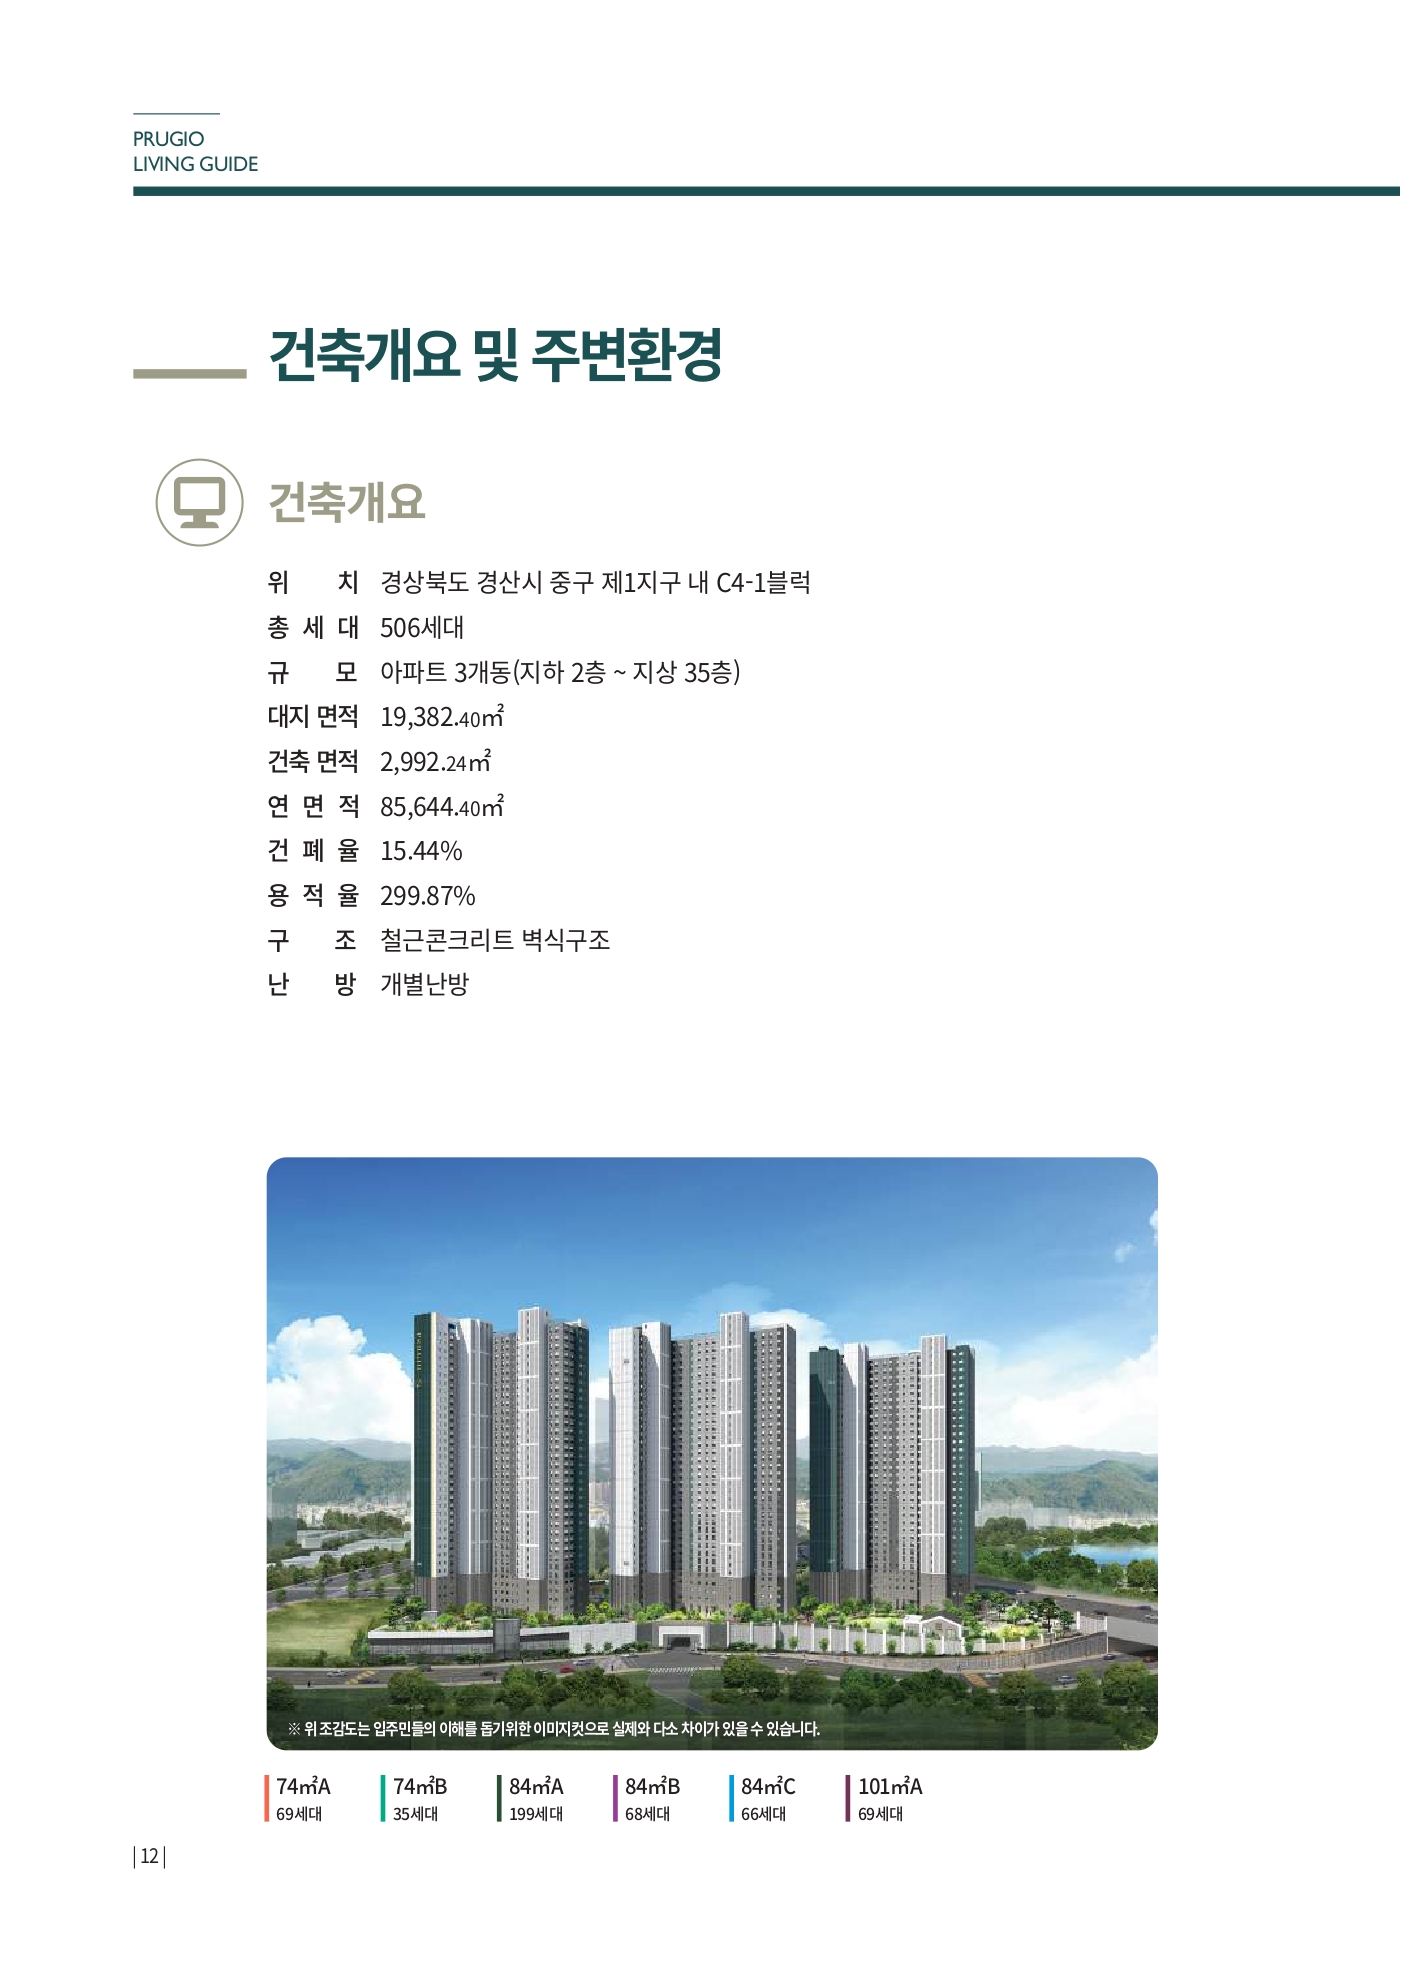 PRUGIO
LIVING GUIDE
건축개요 및 주변환경
건축개요
위 치 경상북도 경산시 중구 제1지구 내 C4-1블럭
총 세 대 506세대
규 모 아파트 3개동(지하 2층 ~ 지상 35층)
대지 면적 19,382.40㎡
건축 면적 2,992.24㎡
연 면 적 85,644.40㎡
건 폐 율 15.44%
용 적 율 299.87%
구 조 철근콘크리트 벽식구조
난 방 개별난방
※ 위 조감도는 입주민들의 이해를 돕기위한 이미지컷으로 실제와 다소 차이가 있을 수 있습니다.
74㎡A 74㎡B 84㎡A 84㎡B 84㎡C 101㎡A
69세대 35세대 199세대 68세대 66세대 69세대
| 12 |